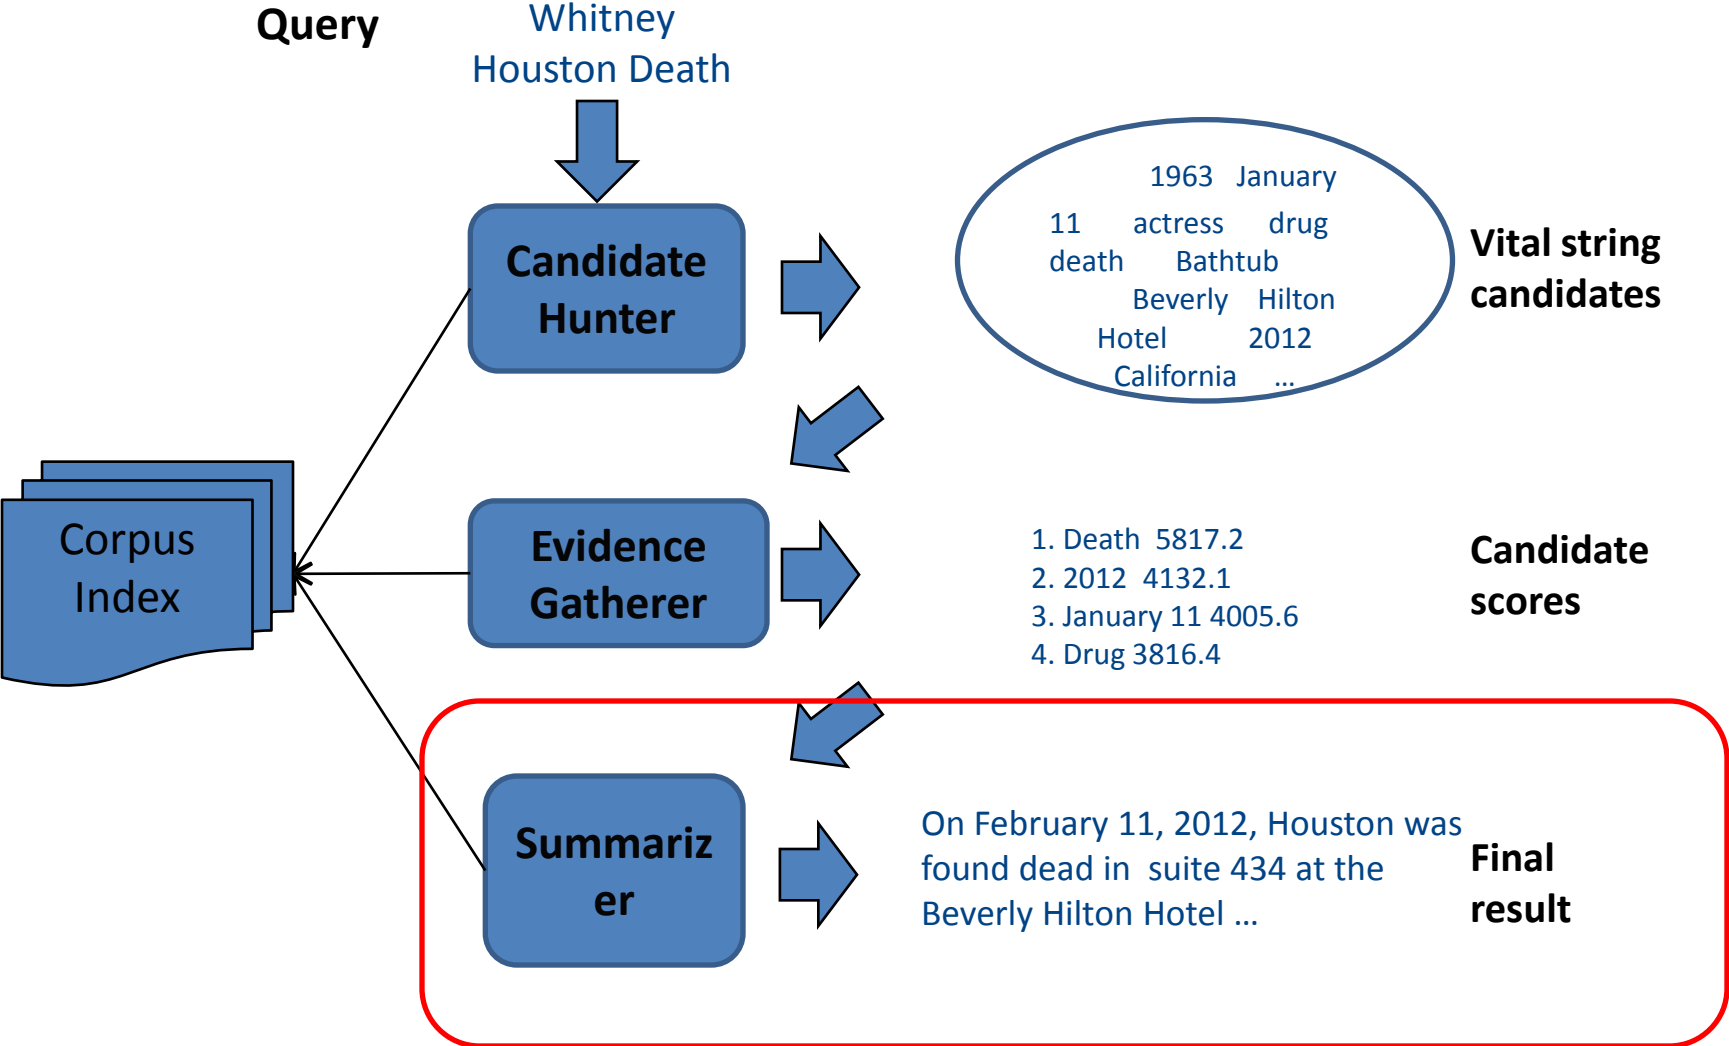 Query
Whitney
Houston Death
Candidate
Hunter
1963 January
11 actress drug
death Bathtub
Beverly Hilton
Hotel 2012
California ...
Vital string
candidates
Corpus
Index
Evidence
Gatherer
1. Death 5817.2
2. 2012 4132.1
3. January 11 4005.6
4. Drug 3816.4
Candidate
scores
Summariz
er
On February 11, 2012, Houston was
found dead in suite 434 at the
Beverly Hilton Hotel ...
Final
result